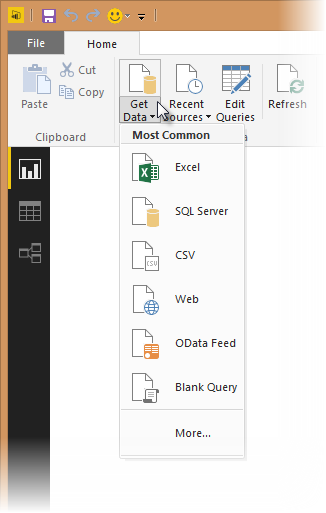 File Home
Paste
Cut
Copy
Get Data
Recent Sources
Edit Queries
Refresh
Clipboard
a
Most Common
Excel
SQL Server
CSV
CSV
Web
OData Feed
Blank Query
More...